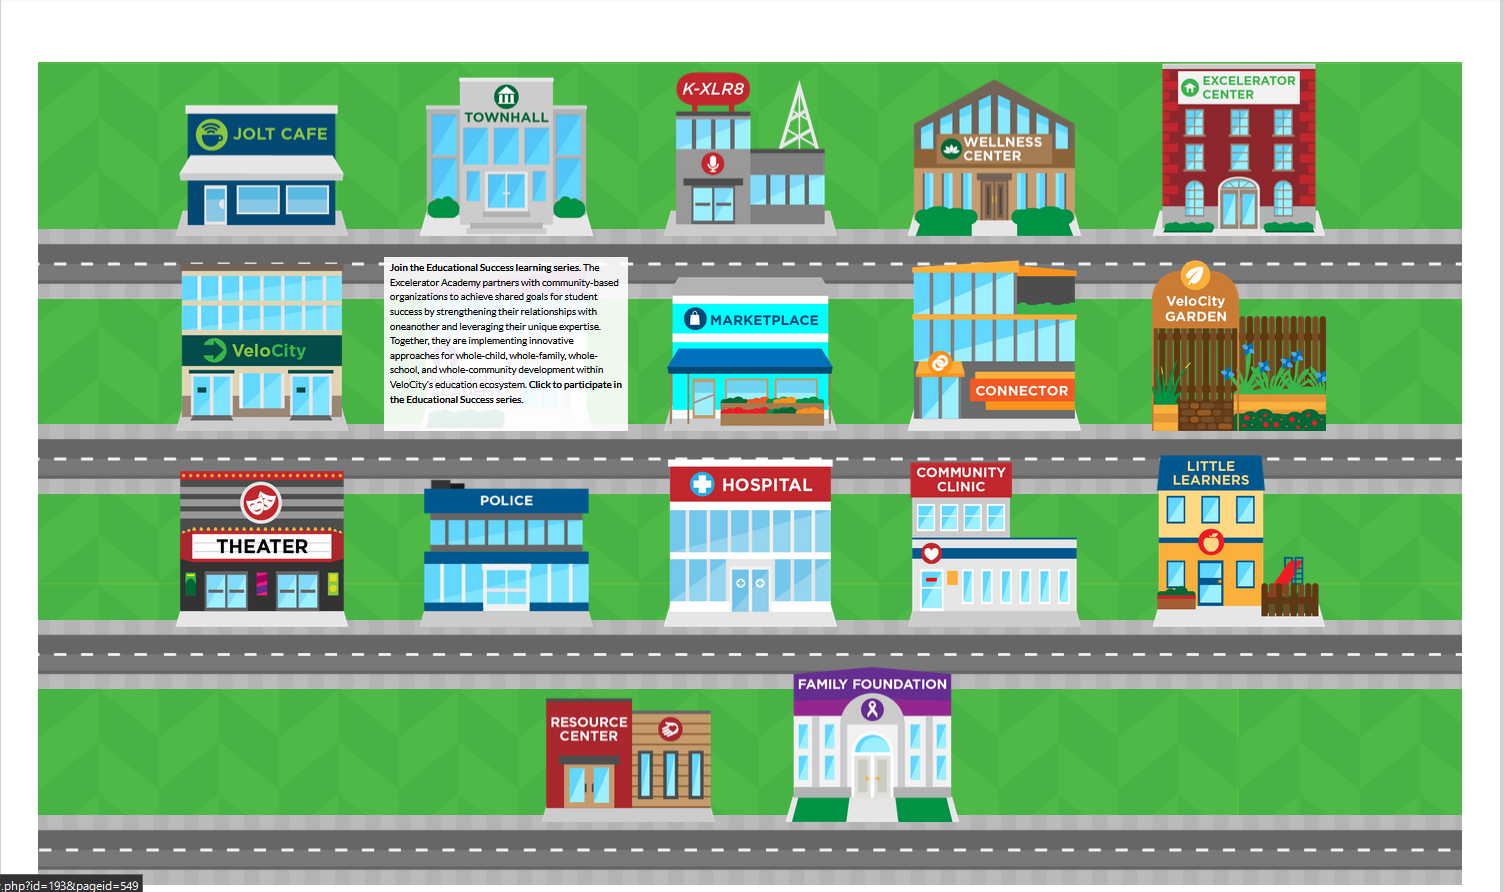 K-XLR8
EXCELERATOR
CENTER
JOLT CAFE
TOWNHALL
WELLNESS
CENTER
Join the Educational Success learning series. The
Excelerator Academy partners with community-based
organizations to achieve shared goals for student
success by strengthening their relationships with
oneanother and leveraging their unique expertise.
Together, they are implementing innovative
approaches for whole-child, whole-family, whole-
school, and whole-community development within
VeloCity's education ecosystem. Click to participate in
the Educational Success series.
VeloCity
MARKETPLACE
CONNECTOR
VeloCity
GARDEN
THEATER
POLICE
HOSPITAL
COMMUNITY
CLINIC
LITTLE
LEARNERS
RESOURCE
CENTER
FAMILY FOUNDATION
.php?id=193&pageid=549